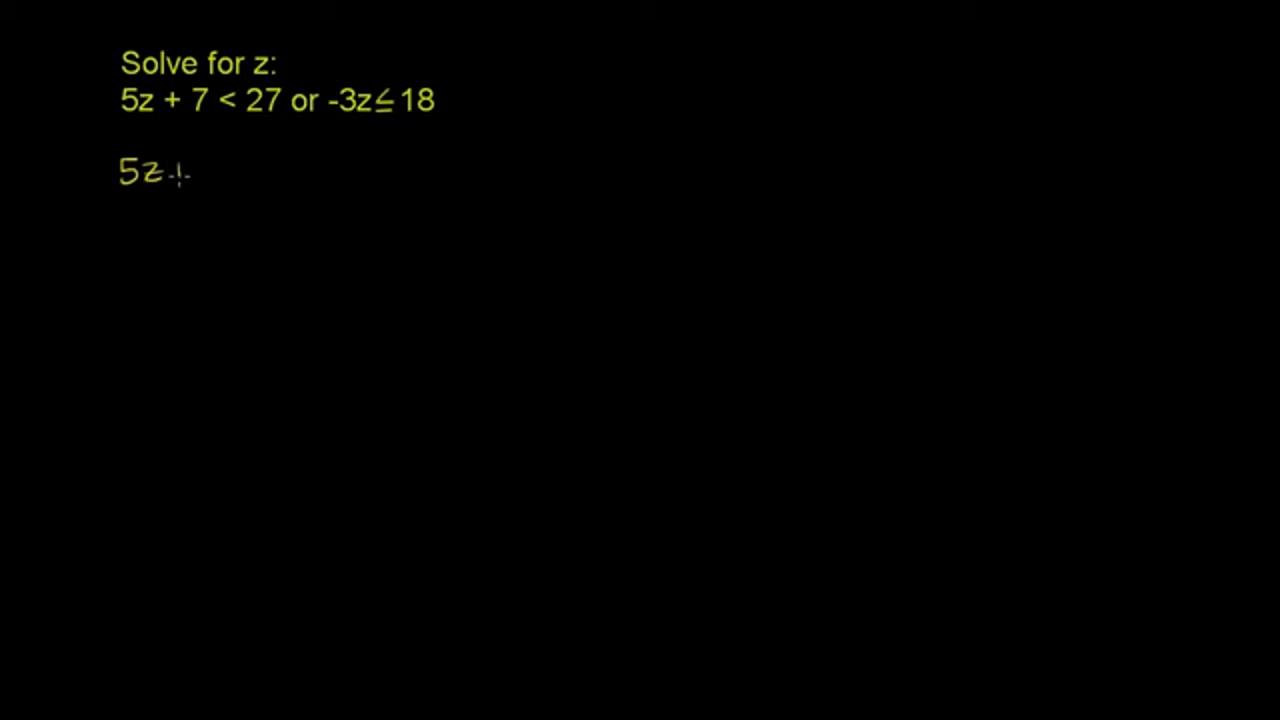 Solve for z:
5z + 7 < 27 or -3z≤18
5z +